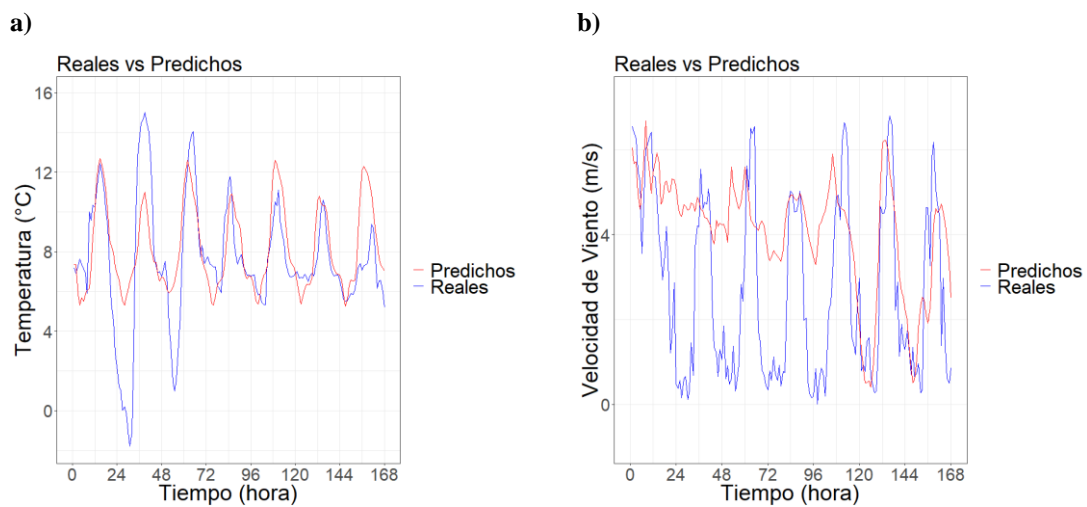 a)
Reales vs Predichos
Temperatura (°C)
16
12
8
4
0
0 24 48 72 96 120 144 168
Tiempo (hora)
Predichos
Reales
b)
Reales vs Predichos
Velocidad de Viento (m/s)
4
0
0 24 48 72 96 120 144 168
Tiempo (hora)
Predichos
Reales